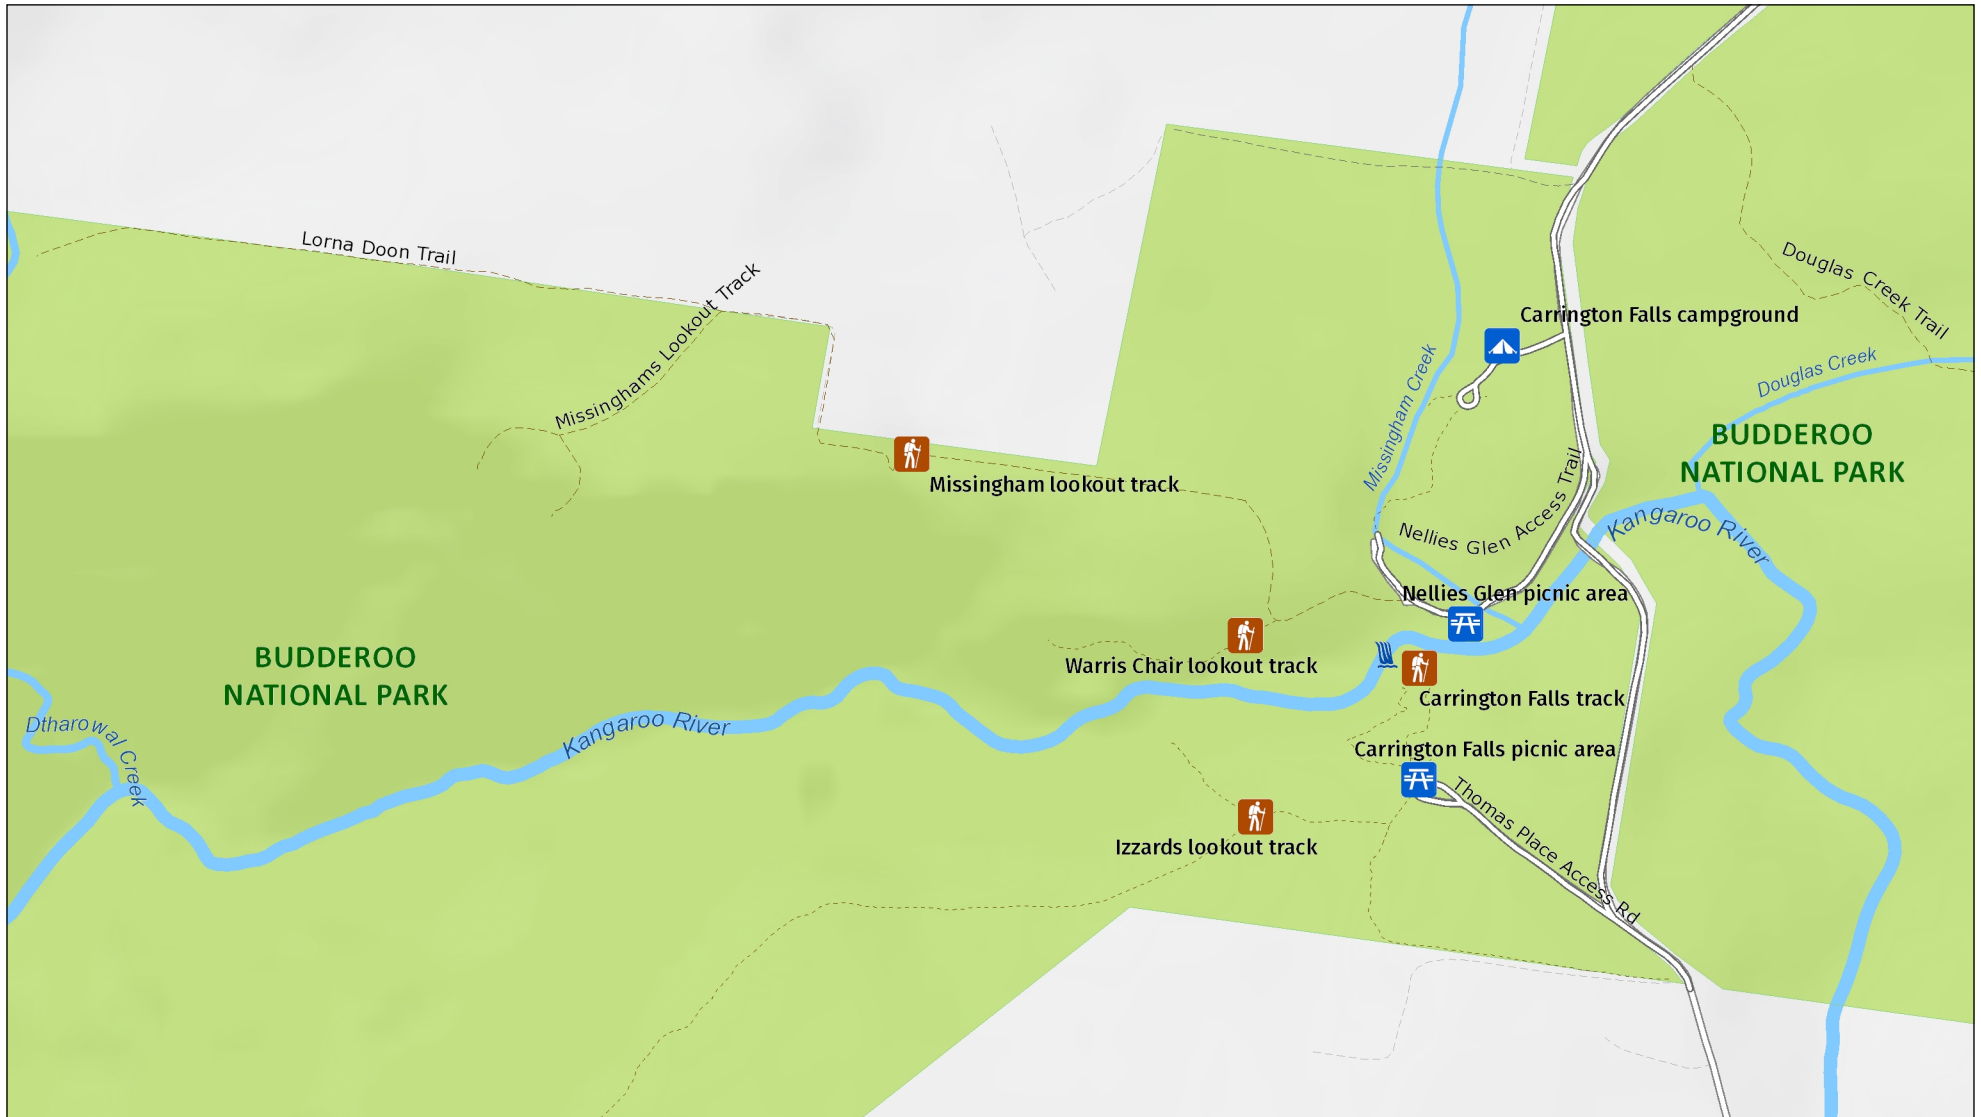 Lorna Doon Trail
Missinghams Lookout Track
Douglas Creek Trail
Carrington Falls campground
Missingham Creek
Douglas Creek
BUDDEROO
NATIONAL PARK
Missingham lookout track
Nellies Glen Access Trail
Kangaroo River
Nellies Glen picnic area
Warris Chair lookout track
BUDDEROO
NATIONAL PARK
Carrington Falls track
Dtharowal Creek
Kangaroo River
Carrington Falls picnic area
Thomas Place Access Rd
Izzards lookout track